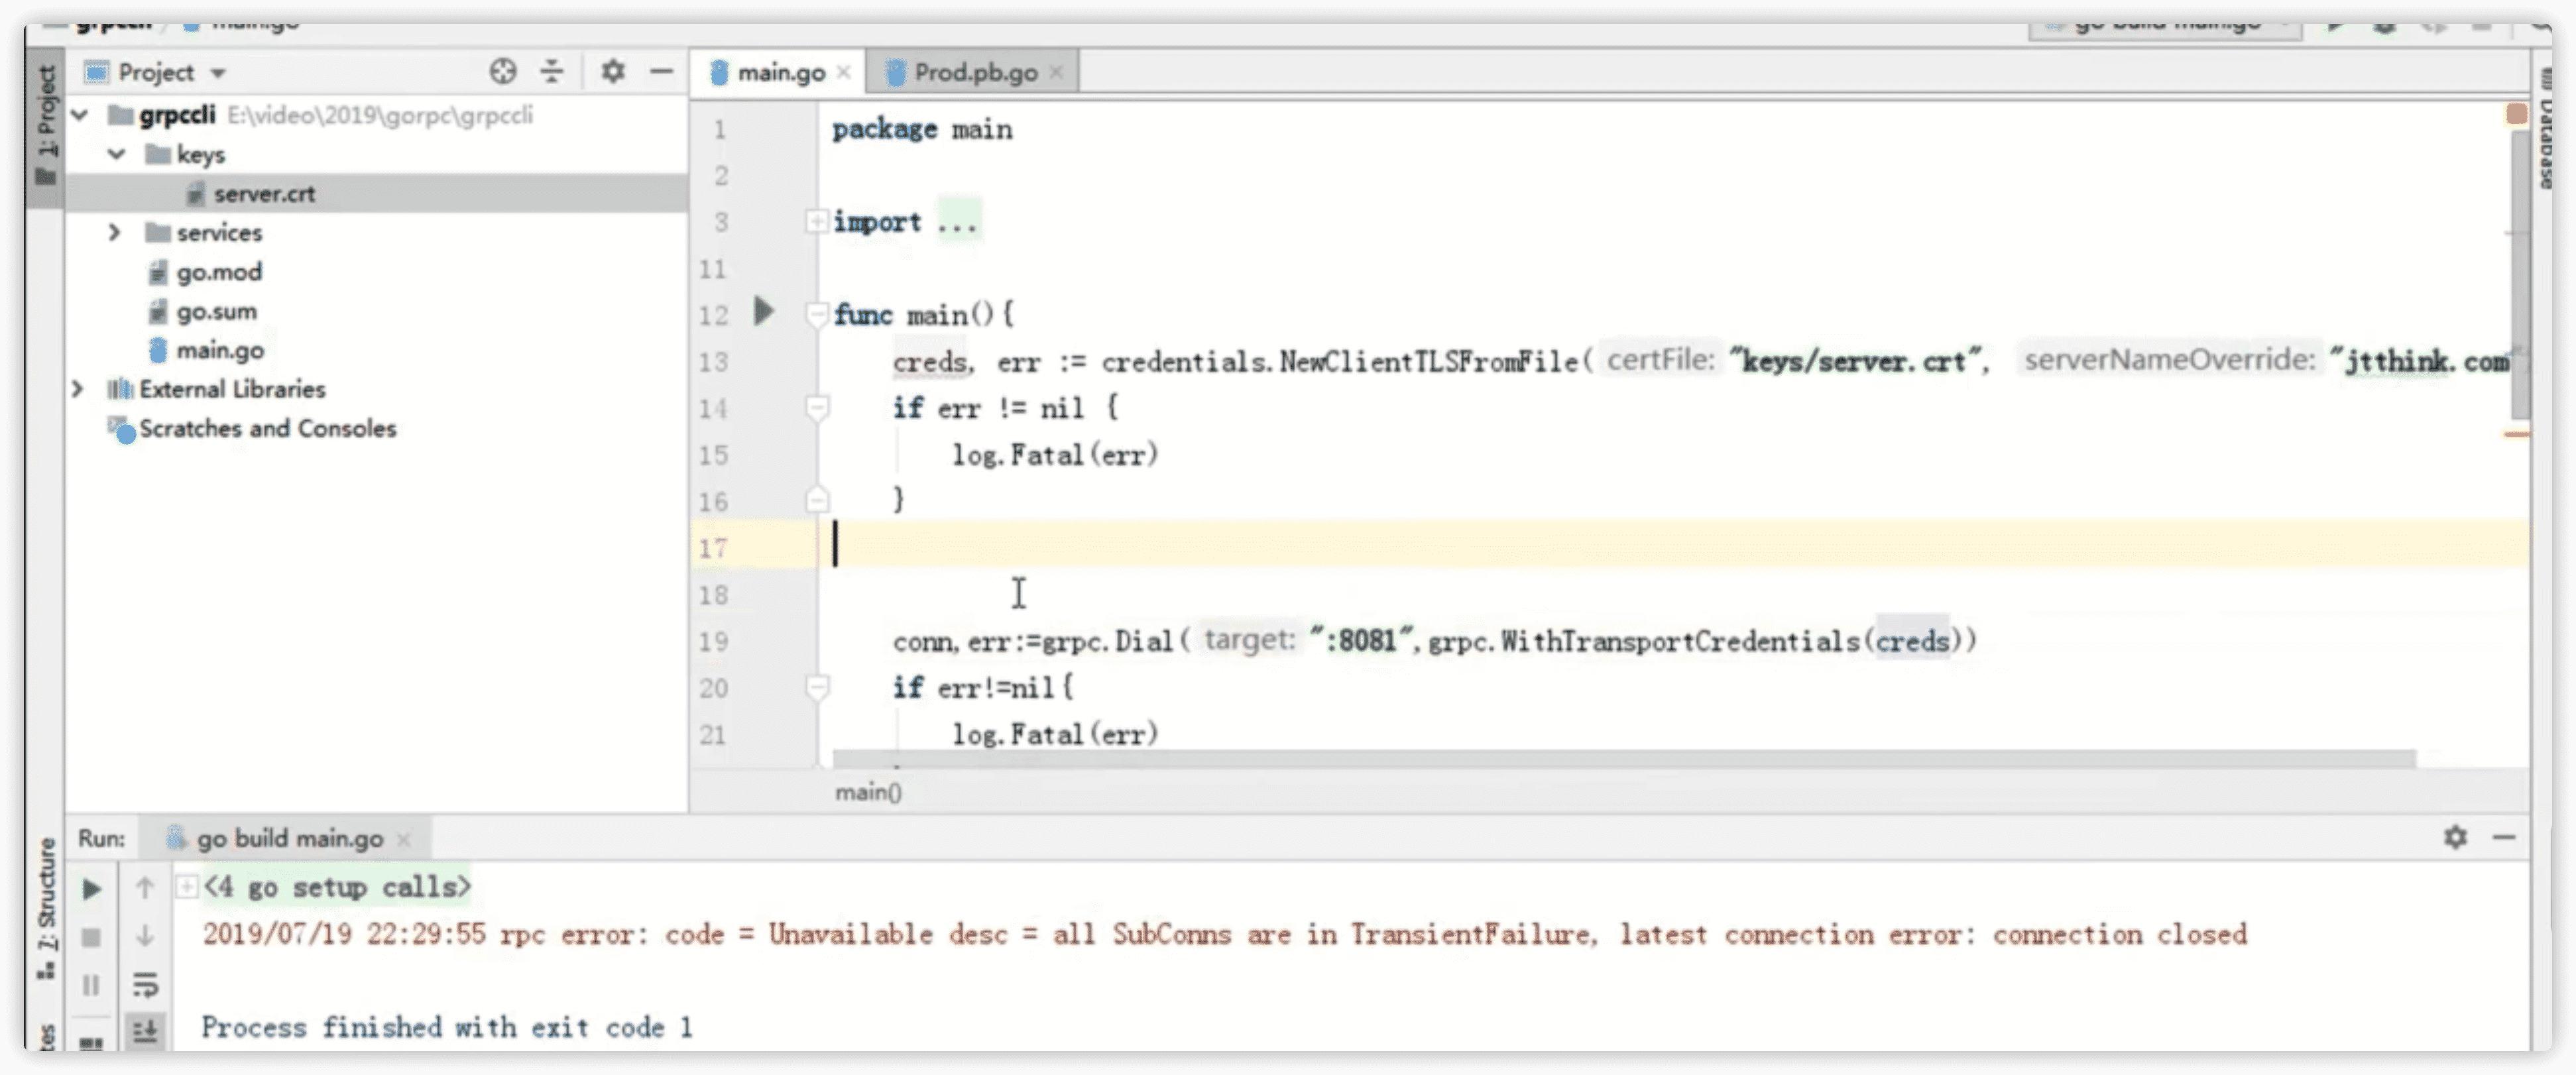 grpccli main.go
go build main.go
1: Project
Project
grpccli E:\video\2019\gorpc\grpccli
keys
server.crt
services
go.mod
go.sum
main.go
External Libraries
Scratches and Consoles
main.go Prod.pb.go
1 package main
2
3 import ...
11
12 func main(){
13 creds, err := credentials.NewClientTLSFromFile( certFile: "keys/server.crt", serverNameOverride: "jtthink.com"
14 if err != nil {
15 log.Fatal(err)
16 }
17
18
19 conn,err:=grpc.Dial( target: ":8081",grpc.WithTransportCredentials(creds))
20 if err!=nil{
21 log.Fatal(err)
main()
Database
7: Structure
Run: go build main.go
<4 go setup calls>
2019/07/19 22:29:55 rpc error: code = Unavailable desc = all SubConns are in TransientFailure, latest connection error: connection closed
Process finished with exit code 1